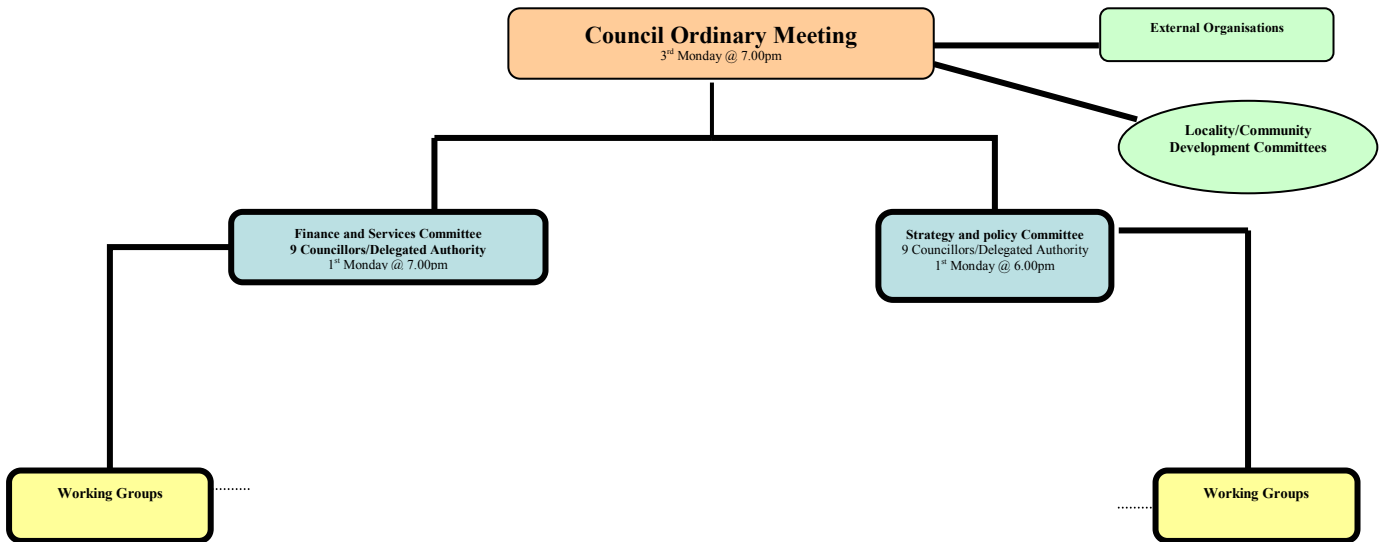 Council Ordinary Meeting
3rd Monday @ 7.00pm
External Organisations
Locality/Community
Development Committees
Finance and Services Committee
9 Councillors/Delegated Authority
1st Monday @ 7.00pm
Strategy and policy Committee
9 Councillors/Delegated Authority
1st Monday @ 6.00pm
Working Groups
Working Groups